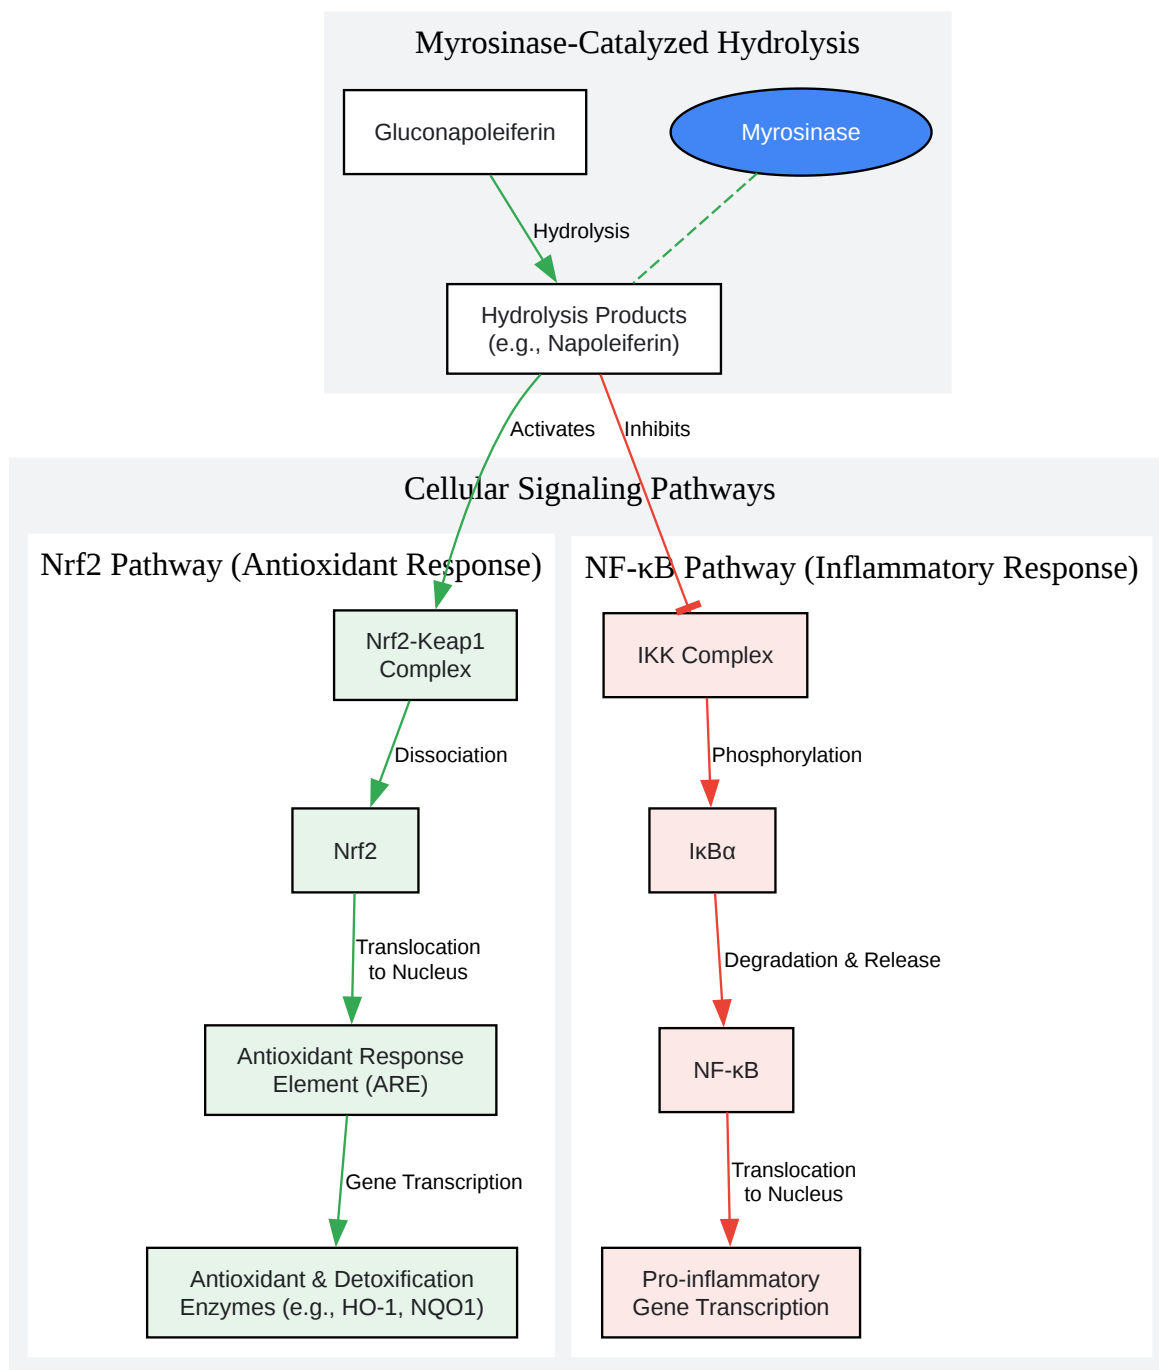 Myrosinase-Catalyzed Hydrolysis
Gluconapoleiferin
Myrosinase
Hydrolysis
Hydrolysis Products
(e.g., Napoleiferin)
Activates
Inhibits
Cellular Signaling Pathways
Nrf2 Pathway (Antioxidant Response)
Nrf2-Keap1
Complex
Dissociation
Nrf2
Translocation
to Nucleus
Antioxidant Response
Element (ARE)
Gene Transcription
Antioxidant & Detoxification
Enzymes (e.g., HO-1, NQO1)
NF-κB Pathway (Inflammatory Response)
IKK Complex
Phosphorylation
IκBα
Degradation & Release
NF-κB
Translocation
to Nucleus
Pro-inflammatory
Gene Transcription